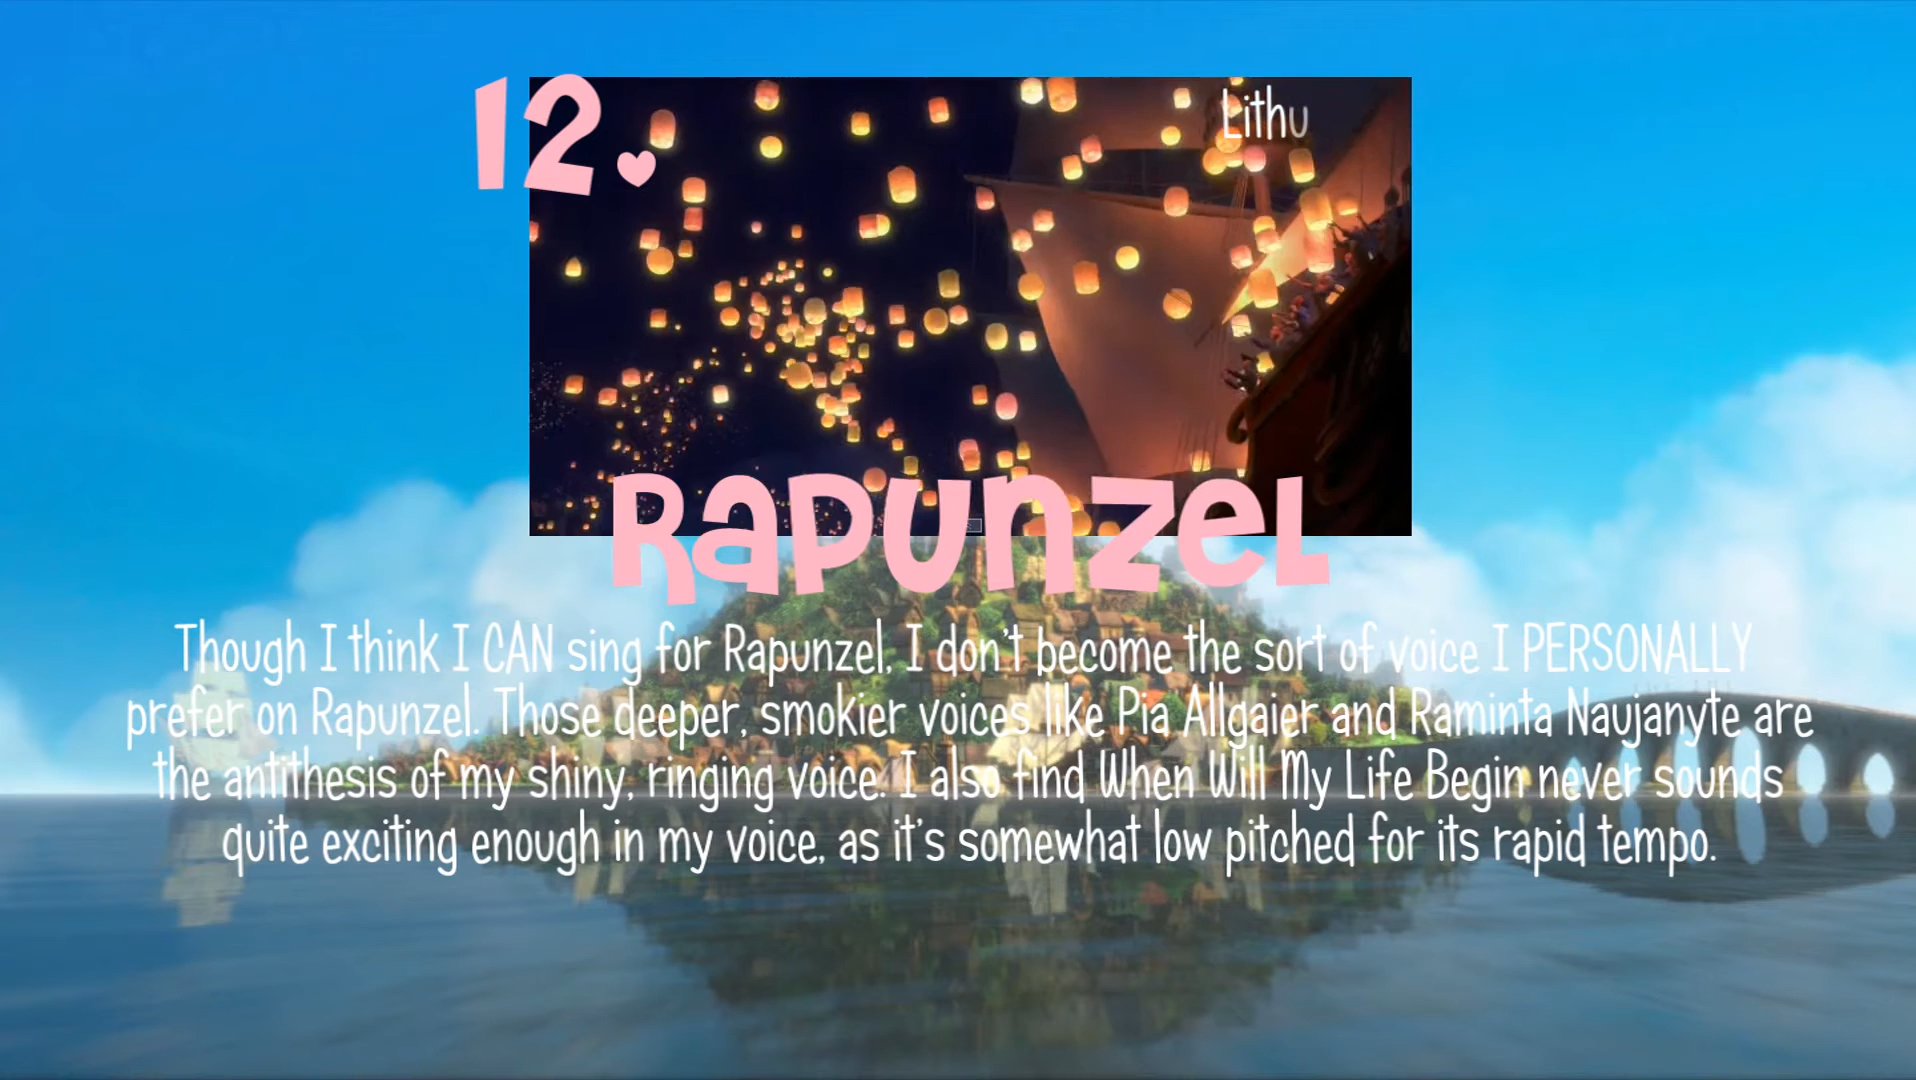 12.
Lithu
Rapunzel
Though I think I CAN sing for Rapunzel, I don't become the sort of voice I PERSONALLY
prefer on Rapunzel. Those deeper, smokier voices like Pia Allgaier and Raminta Naujanyte are
the antithesis of my shiny, ringing voice. I also find When Will My Life Begin never sounds
quite exciting enough in my voice, as it's somewhat low pitched for its rapid tempo.